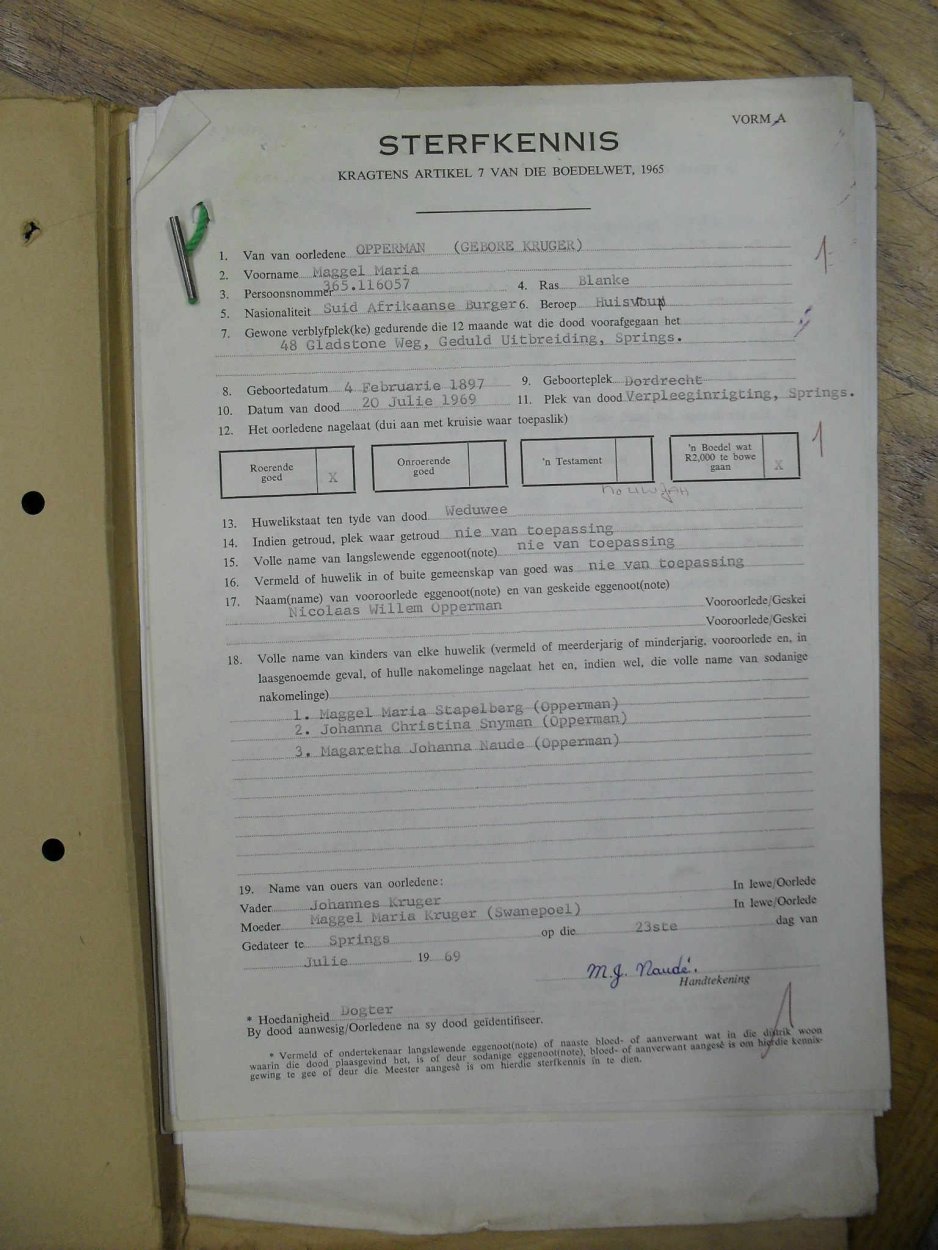 VORM A
STERFKENNIS
KRAGTENS ARTIKEL 7 VAN DIE BOEDELWET, 1965
1. Van van oorledene OPPERMAN (GEBORE KRUGER)
2. Voorname Maggel Maria
3. Persoonsnommer 365.116057 4. Ras Blanke
5. Nasionaliteit Suid Afrikaanse Burger 6. Beroep Huisvrou
7. Gewone verblyfplek(ke) gedurende die 12 maande wat die dood voorafgegaan het
48 Gladstone Weg, Geduld Uitbreiding, Springs.
8. Geboortedatum 4 Februarie 1897 9. Geboorteplek Dordrecht
10. Datum van dood 20 Julie 1969 11. Plek van dood Verpleeginrigting, Springs.
12. Het oorledene nagelaat (dui aan met kruisie waar toepaslik)
Roerende goed X Onroerende goed 'n Testament 'n Boedel wat R2,000 te bowe gaan X
13. Huwelikstaat ten tyde van dood Weduwee
14. Indien getroud, plek waar getroud nie van toepassing
15. Volle name van langslewende eggenoot(note) nie van toepassing
16. Vermeld of huwelik in of buite gemeenskap van goed was nie van toepassing
17. Naam(name) van vooroorlede eggenoot(note) en van geskeide eggenoot(note)
Nicolaas Willem Opperman Vooroorlede/Geskei
Vooroorlede/Geskei
18. Volle name van kinders van elke huwelik (vermeld of meerderjarig of minderjarig, vooroorlede en, in
laasgenoemde geval, of hulle nakomelinge nagelaat het en, indien wel, die volle name van sodanige
nakomelinge)
1. Maggel Maria Stapelberg (Opperman)
2. Johanna Christina Snyman (Opperman)
3. Magaretha Johanna Naude (Opperman)
19. Name van ouers van oorledene:
Vader Johannes Kruger In lewe/Oorlede
Moeder Maggel Maria Kruger (Swanepoel) In lewe/Oorlede
Gedateer te Springs op die 23ste dag van
Julie 19 69
M.J. Naudé.
Handtekening
* Hoedanigheid Dogter
By dood aanwesig/Oorledene na sy dood geïdentifiseer.
* Vermeld of ondertekenaar langslewende eggenoot(note) of naaste bloed- of aanverwant wat in die distrik woon
waarin die dood plaasgevind het, is of deur sodanige eggenoot(note), bloed- of aanverwant aangesê is om hierdie kennis-
gewing te gee of deur die Meester aangesê is om hierdie sterfkennis in te dien.